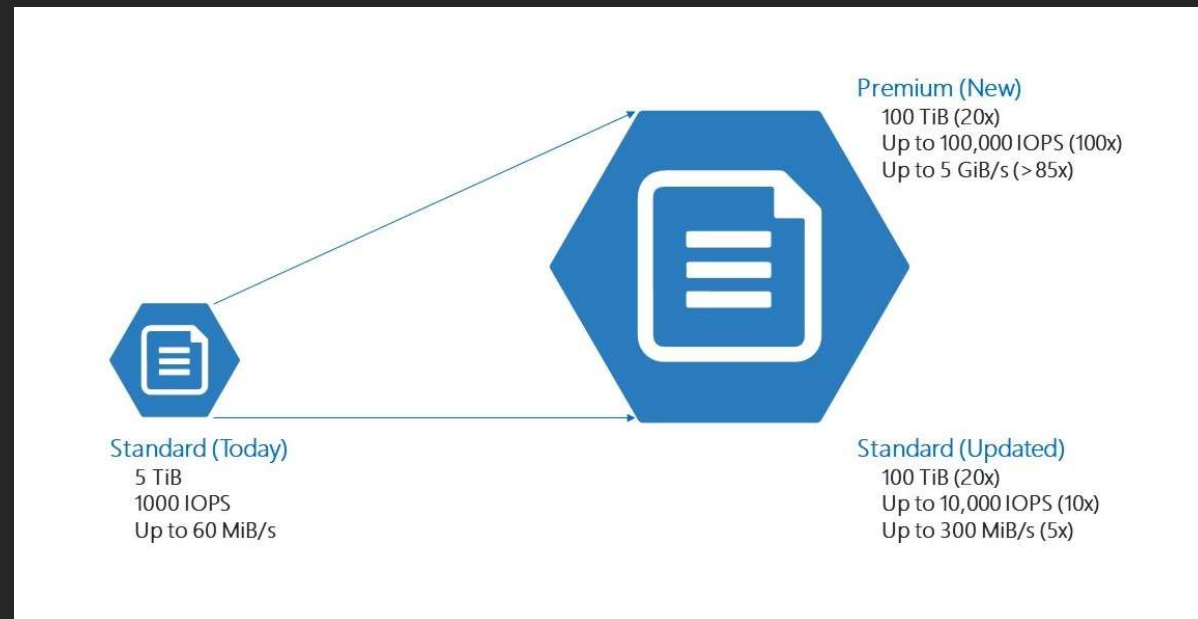 Premium (New)
100 TiB (20x)
Up to 100,000 IOPS (100x)
Up to 5 GiB/s (>85x)
Standard (Today)
5 TiB
1000 IOPS
Up to 60 MiB/s
Standard (Updated)
100 TiB (20x)
Up to 10,000 IOPS (10x)
Up to 300 MiB/s (5x)